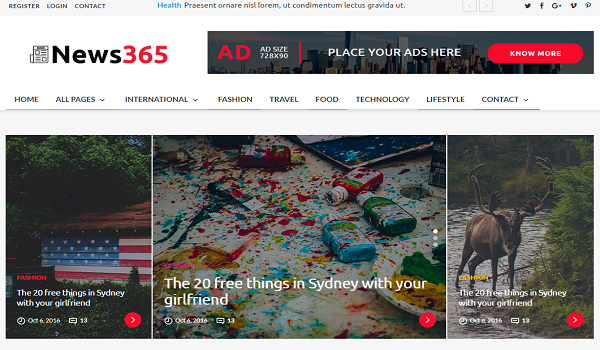 REGISTER LOGIN CONTACT
Health Praesent ornare nisl lorem, ut condimentum lectus gravida ut.
News365
AD
AD SIZE
728X90
PLACE YOUR ADS HERE
KNOW MORE
HOME ALL PAGES INTERNATIONAL FASHION TRAVEL FOOD TECHNOLOGY LIFESTYLE CONTACT
FASHION
The 20 free things in Sydney
with your girlfriend
Oct 6, 2016 13
The 20 free things in Sydney with your
girlfriend
Oct 6, 2016 13
FASHION
The 20 free things in Sydney
with your girlfriend
Oct 6, 2016 13